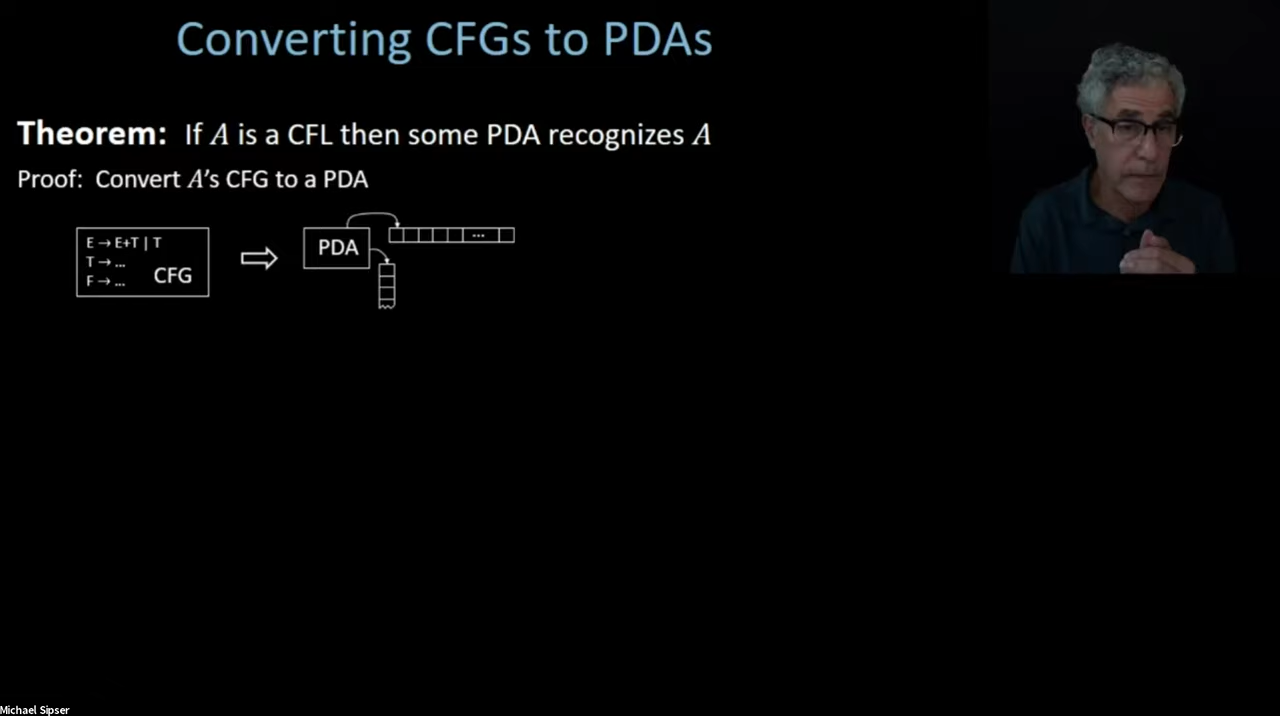 Converting CFGs to PDAs
Theorem: If A is a CFL then some PDA recognizes A
Proof: Convert A's CFG to a PDA
E → E+T | T
T → ...
F → ...
CFG
PDA
...
Michael Sipser